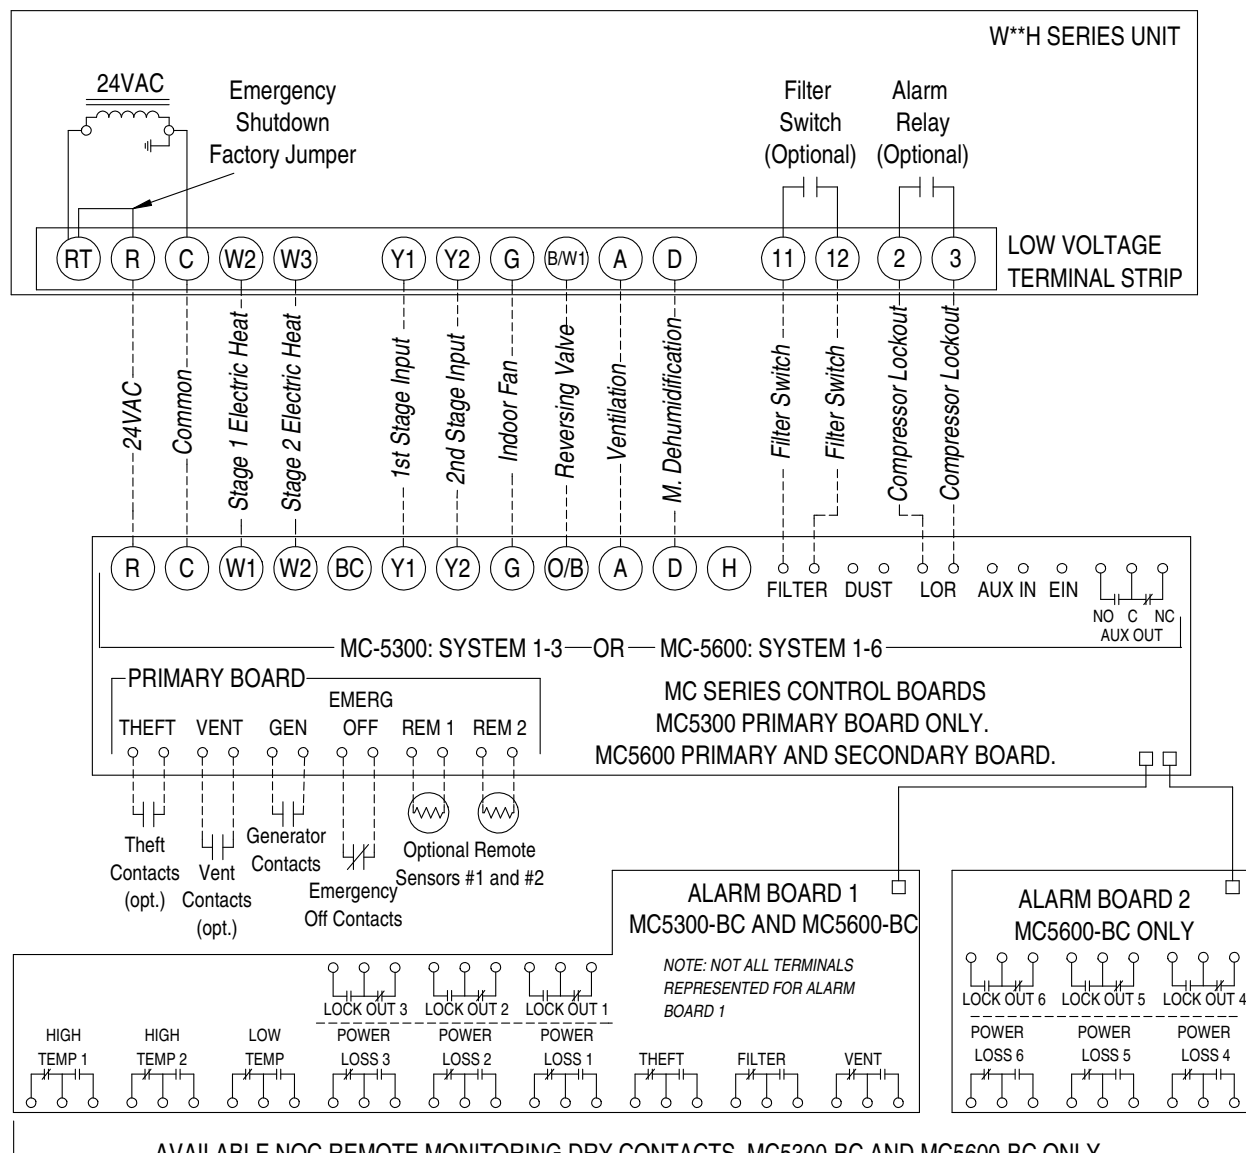 W**H SERIES UNIT
24VAC
Emergency
Shutdown
Factory Jumper
Filter
Switch
(Optional)
Alarm
Relay
(Optional)
RT R C W2 W3 Y1 Y2 G B/W1 A D 11 12 2 3
LOW VOLTAGE
TERMINAL STRIP
24VAC
Common
Stage 1 Electric Heat
Stage 2 Electric Heat
1st Stage Input
2nd Stage Input
Indoor Fan
Reversing Valve
Ventilation
M. Dehumidification
Filter Switch
Filter Switch
Compressor Lockout
Compressor Lockout
R C W1 W2 BC Y1 Y2 G O/B A D H
FILTER DUST LOR AUX IN EIN
NO C NC
AUX OUT
MC-5300: SYSTEM 1-3 OR MC-5600: SYSTEM 1-6
PRIMARY BOARD
THEFT VENT GEN EMERG OFF REM 1 REM 2
MC SERIES CONTROL BOARDS
MC5300 PRIMARY BOARD ONLY.
MC5600 PRIMARY AND SECONDARY BOARD.
Theft
Contacts
(opt.)
Vent
Contacts
(opt.)
Generator
Contacts
Emergency
Off Contacts
Optional Remote
Sensors #1 and #2
ALARM BOARD 1
MC5300-BC AND MC5600-BC
NOTE: NOT ALL TERMINALS
REPRESENTED FOR ALARM
BOARD 1
LOCK OUT 3 LOCK OUT 2 LOCK OUT 1
HIGH TEMP 1
HIGH TEMP 2
LOW TEMP
POWER LOSS 3
POWER LOSS 2
POWER LOSS 1
THEFT
FILTER
VENT
ALARM BOARD 2
MC5600-BC ONLY
LOCK OUT 6 LOCK OUT 5 LOCK OUT 4
POWER LOSS 6
POWER LOSS 5
POWER LOSS 4
AVAILABLE NOC REMOTE MONITORING DRY CONTACTS, MC5300-BC AND MC5600-BC ONLY